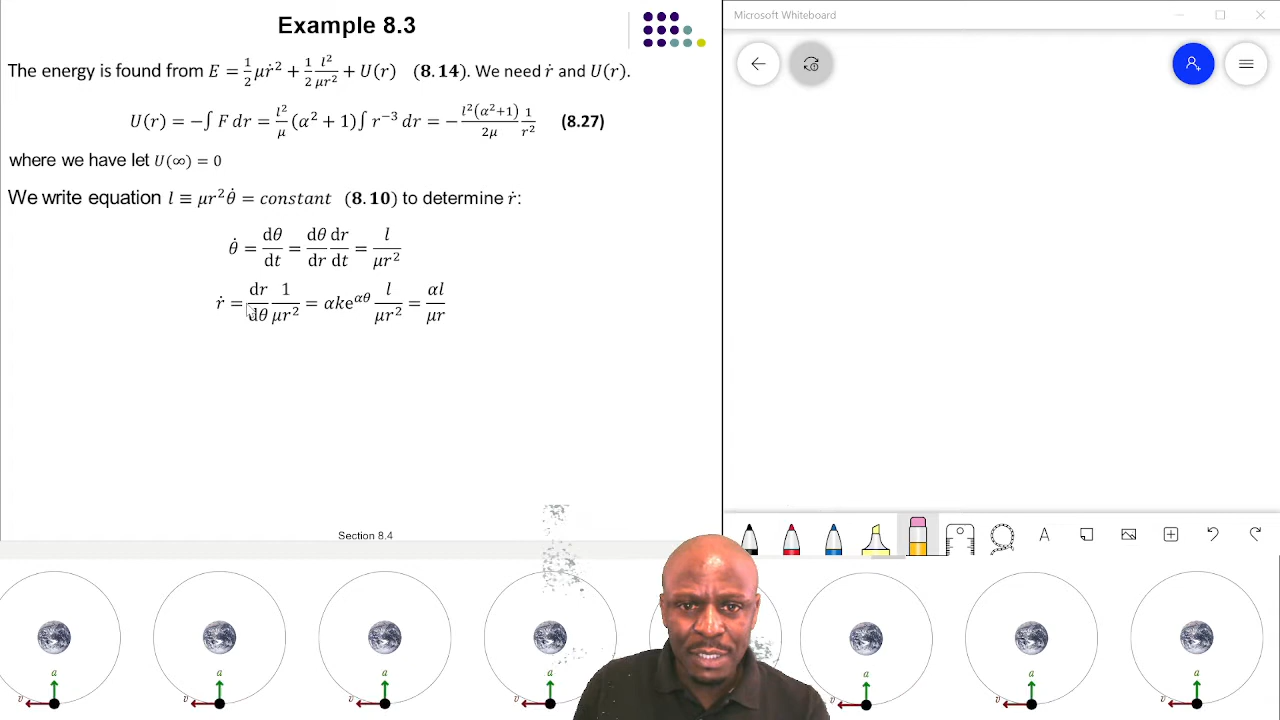 Example 8.3
The energy is found from E = 1/2 μṙ² + 1/2 l²/μr² + U(r) (8.14). We need ṙ and U(r).
U(r) = −∫ F dr = l²/μ (α² + 1) ∫ r⁻³ dr = − l²(α²+1)/2μ 1/r² (8.27)
where we have let U(∞) = 0
We write equation l ≡ μr²θ̇ = constant (8.10) to determine ṙ:
θ̇ = dθ/dt = dθ/dr dr/dt = l/μr²
ṙ = dr/dθ 1/μr² = αke^αθ l/μr² = αl/μr
Section 8.4
Microsoft Whiteboard
A
a a a a a a a
v v v v v v v